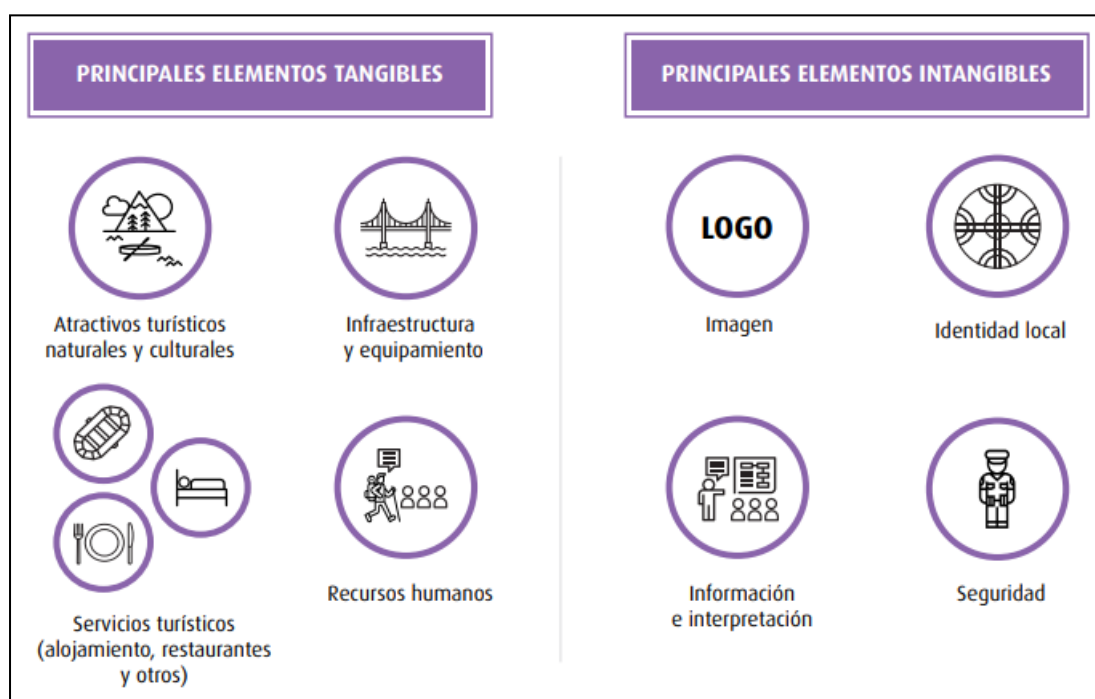 PRINCIPALES ELEMENTOS TANGIBLES
Atractivos turísticos
naturales y culturales
Infraestructura
y equipamiento
Servicios turísticos
(alojamiento, restaurantes
y otros)
Recursos humanos
PRINCIPALES ELEMENTOS INTANGIBLES
LOGO
Imagen
Identidad local
Información
e interpretación
Seguridad